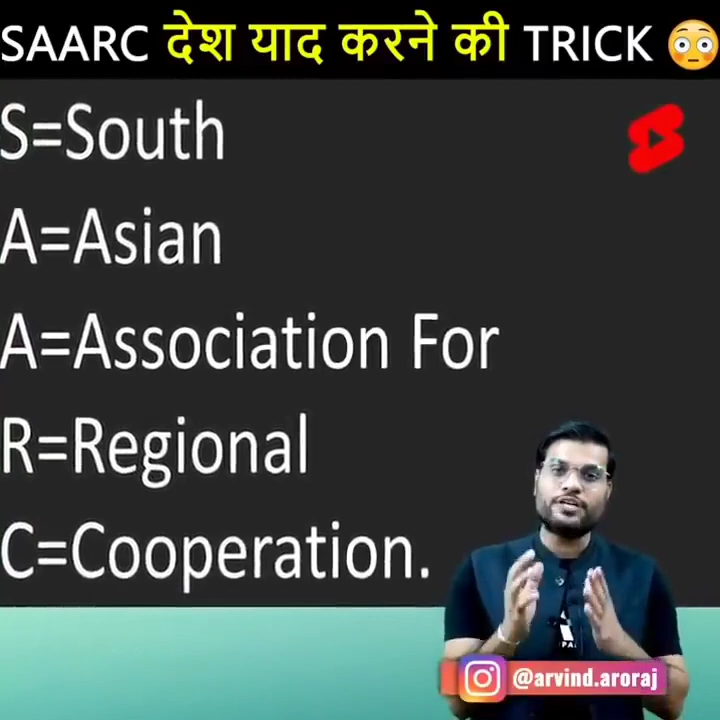 SAARC देश याद करने की TRICK 😳
S=South
A=Asian
A=Association For
R=Regional
C=Cooperation.
@arvind.aroraj